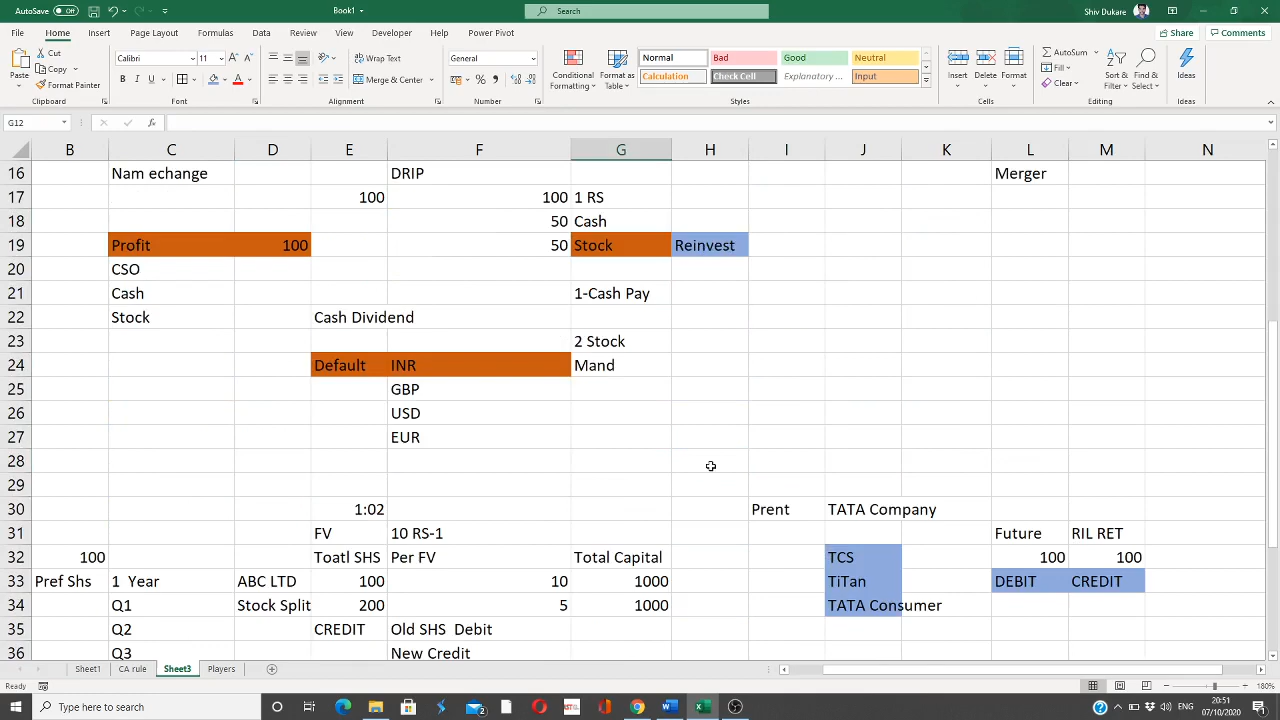 AutoSave Off Book1 Search Shiv Dukare
File Home Insert Page Layout Formulas Data Review View Developer Help Power Pivot Share Comments
Paste Cut Copy Format Painter
Calibri 11 B I U
Merge & Center
General
Conditional Formatting Format as Table
Normal Bad Good Neutral
Calculation Check Cell Explanatory ... Input
Insert Delete Format
AutoSum Fill Clear
Sort & Filter Find & Select Ideas
Clipboard Font Alignment Number Styles Cells Editing Ideas
G12 fx
B C D E F G H I J K L M N
16 Nam echange DRIP Merger
17 100 100 1 RS
18 50 Cash
19 Profit 100 50 Stock Reinvest
20 CSO
21 Cash 1-Cash Pay
22 Stock Cash Dividend
23 2 Stock
24 Default INR Mand
25 GBP
26 USD
27 EUR
28
29
30 1:02 Prent TATA Company
31 FV 10 RS-1 Future RIL RET
32 100 Toatl SHS Per FV Total Capital TCS 100 100
33 Pref Shs 1 Year ABC LTD 100 10 1000 TiTan DEBIT CREDIT
34 Q1 Stock Split 200 5 1000 TATA Consumer
35 Q2 CREDIT Old SHS Debit
36 Q3 New Credit
Sheet1 CA rule Sheet3 Players
Ready 180%
Type here to search 20:51
07/10/2020